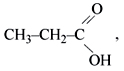 O
CH₃–CH₂–C
OH ,